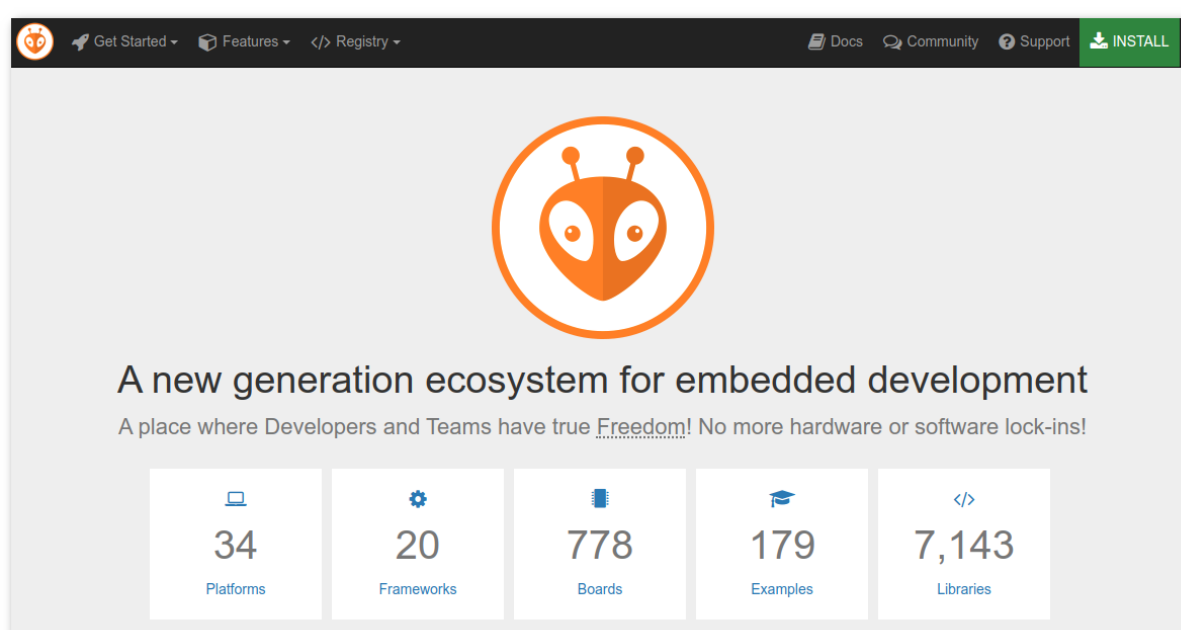 Get Started Features </> Registry Docs Community Support INSTALL
A new generation ecosystem for embedded development
A place where Developers and Teams have true Freedom! No more hardware or software lock-ins!
</>
34 20 778 179 7,143
Platforms Frameworks Boards Examples Libraries